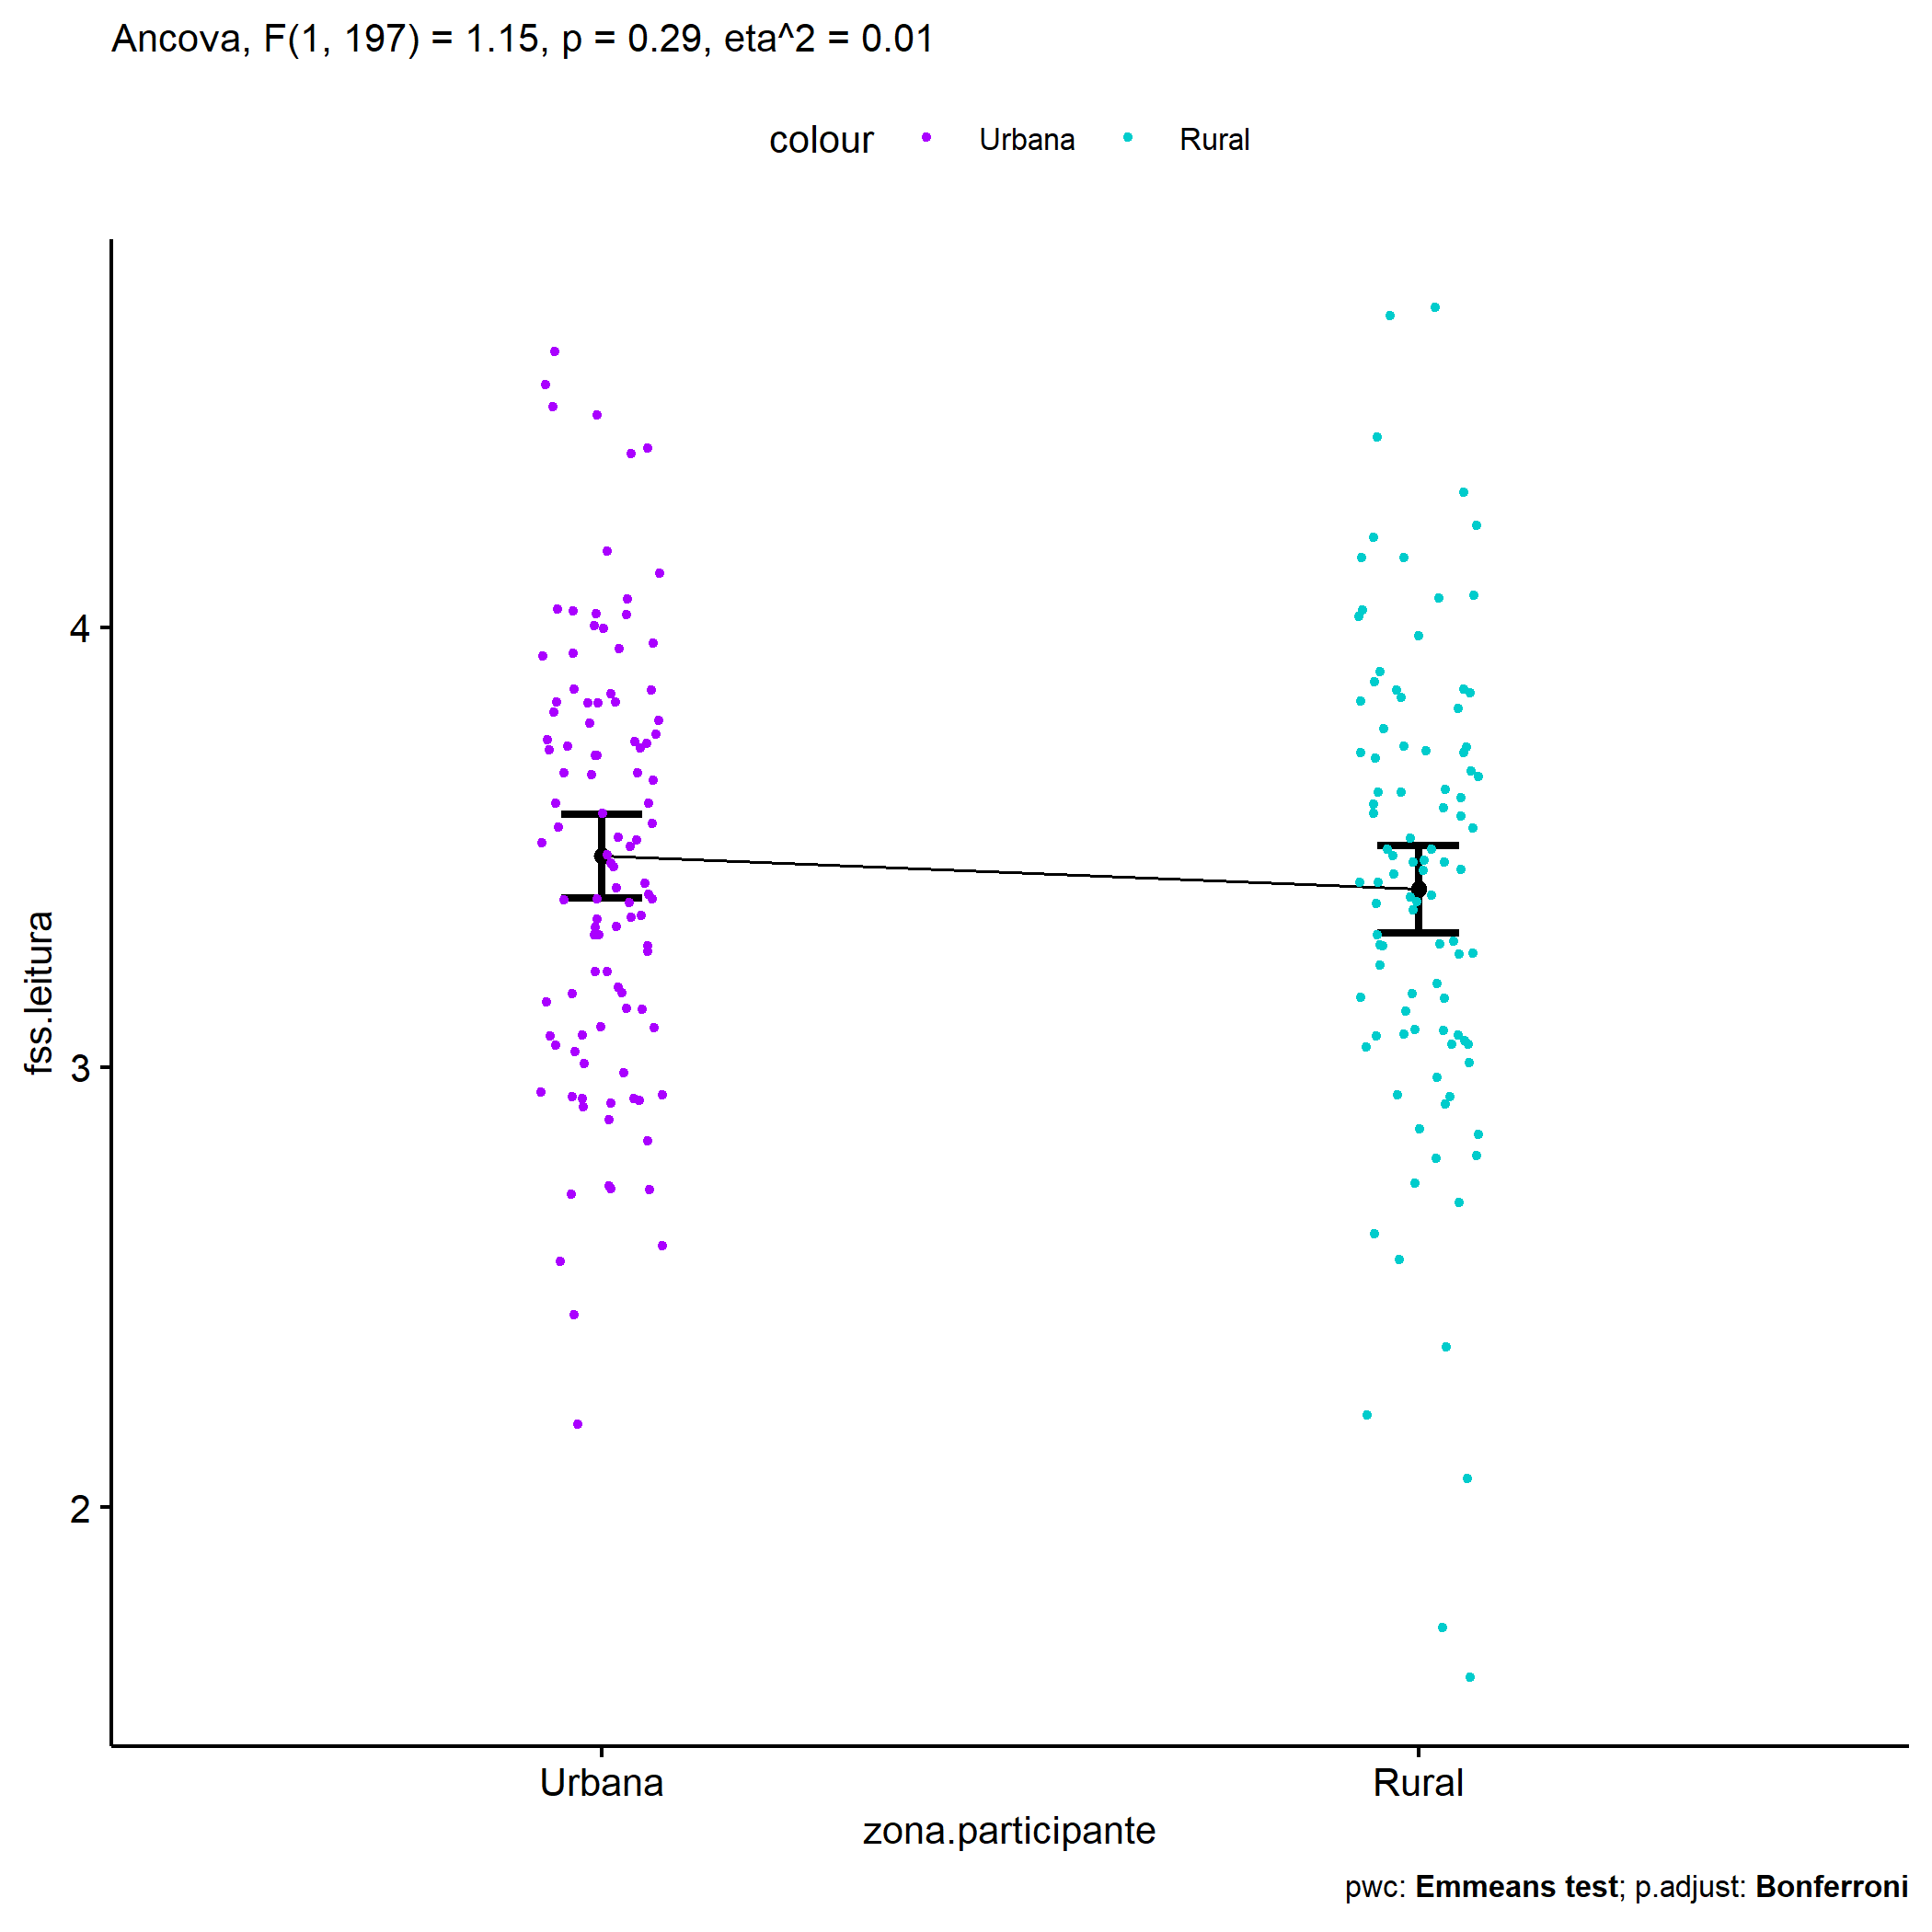 Ancova, F(1, 197) = 1.15, p = 0.29, eta^2 = 0.01
colour Urbana Rural
fss.leitura
4
3
2
Urbana Rural
zona.participante
pwc: Emmeans test; p.adjust: Bonferroni